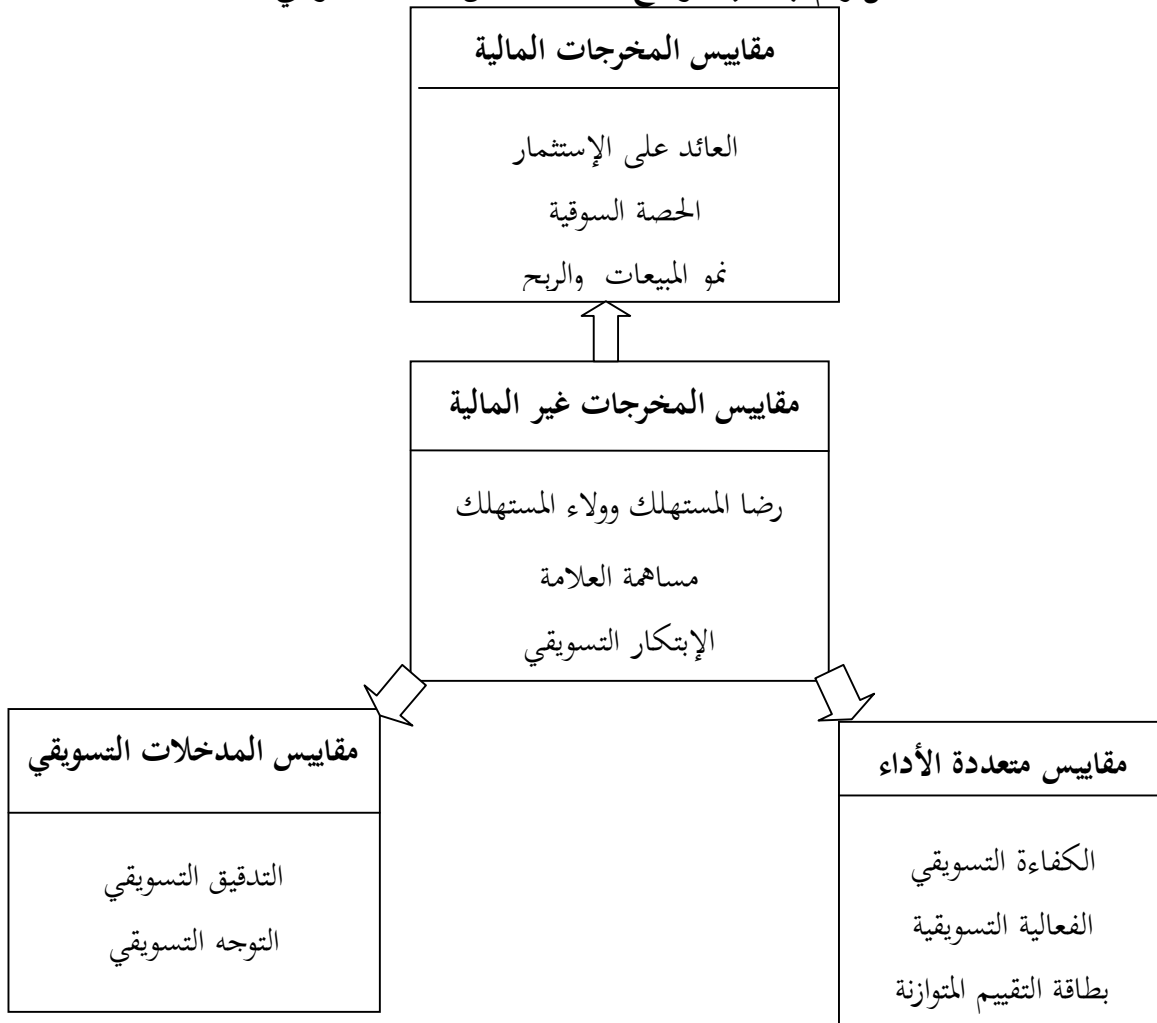 مقاييس المخرجات المالية
العائد على الإستثمار
الحصة السوقية
نمو المبيعات والربح
مقاييس المخرجات غير المالية
رضا المستهلك وولاء المستهلك
مساهمة العلامة
الإبتكار التسويقي
مقاييس متعددة الأداء
الكفاءة التسويقي
الفعالية التسويقية
بطاقة التقييم المتوازنة
مقاييس المدخلات التسويقي
التدقيق التسويقي
التوجه التسويقي